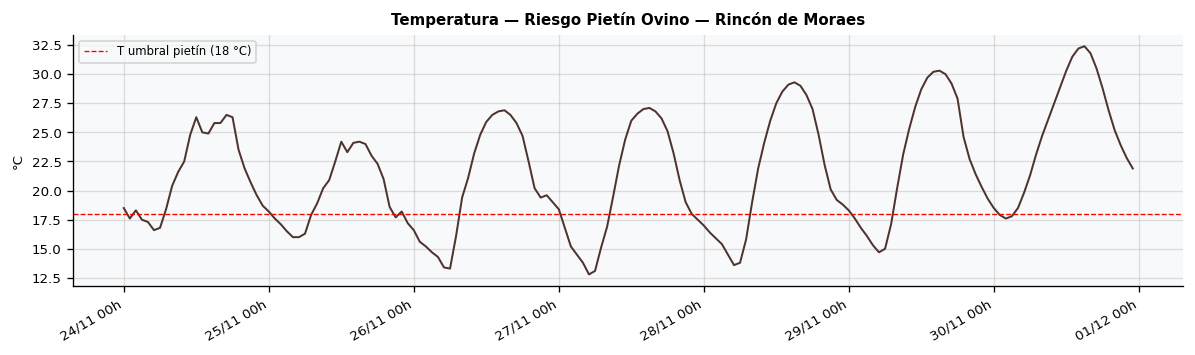 Temperatura — Riesgo Pietín Ovino — Rincón de Moraes
T umbral pietín (18 °C)
°C
32.5
30.0
27.5
25.0
22.5
20.0
17.5
15.0
12.5
24/11 00h
25/11 00h
26/11 00h
27/11 00h
28/11 00h
29/11 00h
30/11 00h
01/12 00h